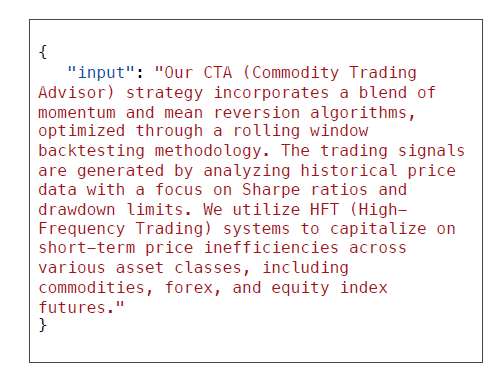 {
"input": "Our CTA (Commodity Trading
Advisor) strategy incorporates a blend of
momentum and mean reversion algorithms,
optimized through a rolling window
backtesting methodology. The trading signals
are generated by analyzing historical price
data with a focus on Sharpe ratios and
drawdown limits. We utilize HFT (High-
Frequency Trading) systems to capitalize on
short-term price inefficiencies across
various asset classes, including
commodities, forex, and equity index
futures."
}